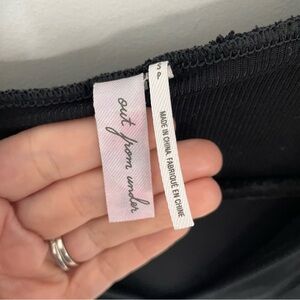 out from under
MADE IN CHINA FABRIQUÉ EN CHINE